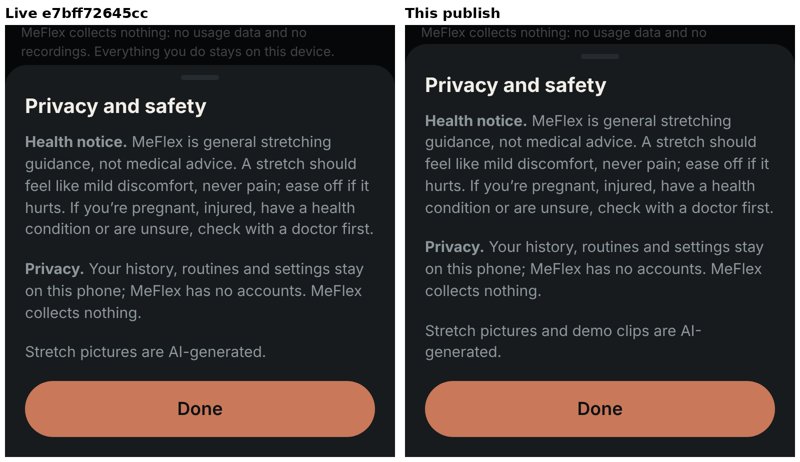 Live e7bff72645cc
MeFlex collects nothing: no usage data and no
recordings. Everything you do stays on this device.
Privacy and safety
Health notice. MeFlex is general stretching
guidance, not medical advice. A stretch should
feel like mild discomfort, never pain; ease off if it
hurts. If you’re pregnant, injured, have a health
condition or are unsure, check with a doctor first.
Privacy. Your history, routines and settings stay
on this phone; MeFlex has no accounts. MeFlex
collects nothing.
Stretch pictures are AI-generated.
Done
This publish
MeFlex collects nothing: no usage data and no
Privacy and safety
Health notice. MeFlex is general stretching
guidance, not medical advice. A stretch should
feel like mild discomfort, never pain; ease off if it
hurts. If you’re pregnant, injured, have a health
condition or are unsure, check with a doctor first.
Privacy. Your history, routines and settings stay
on this phone; MeFlex has no accounts. MeFlex
collects nothing.
Stretch pictures and demo clips are AI-
generated.
Done